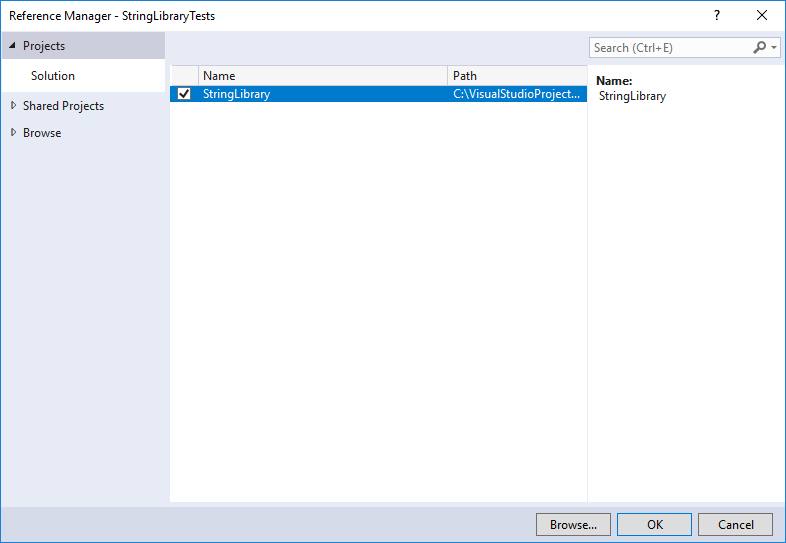 Reference Manager - StringLibraryTests
?
Projects
Search (Ctrl+E)
Solution
Name Path
Name:
StringLibrary C:\VisualStudioProject...
StringLibrary
Shared Projects
Browse
Browse... OK Cancel